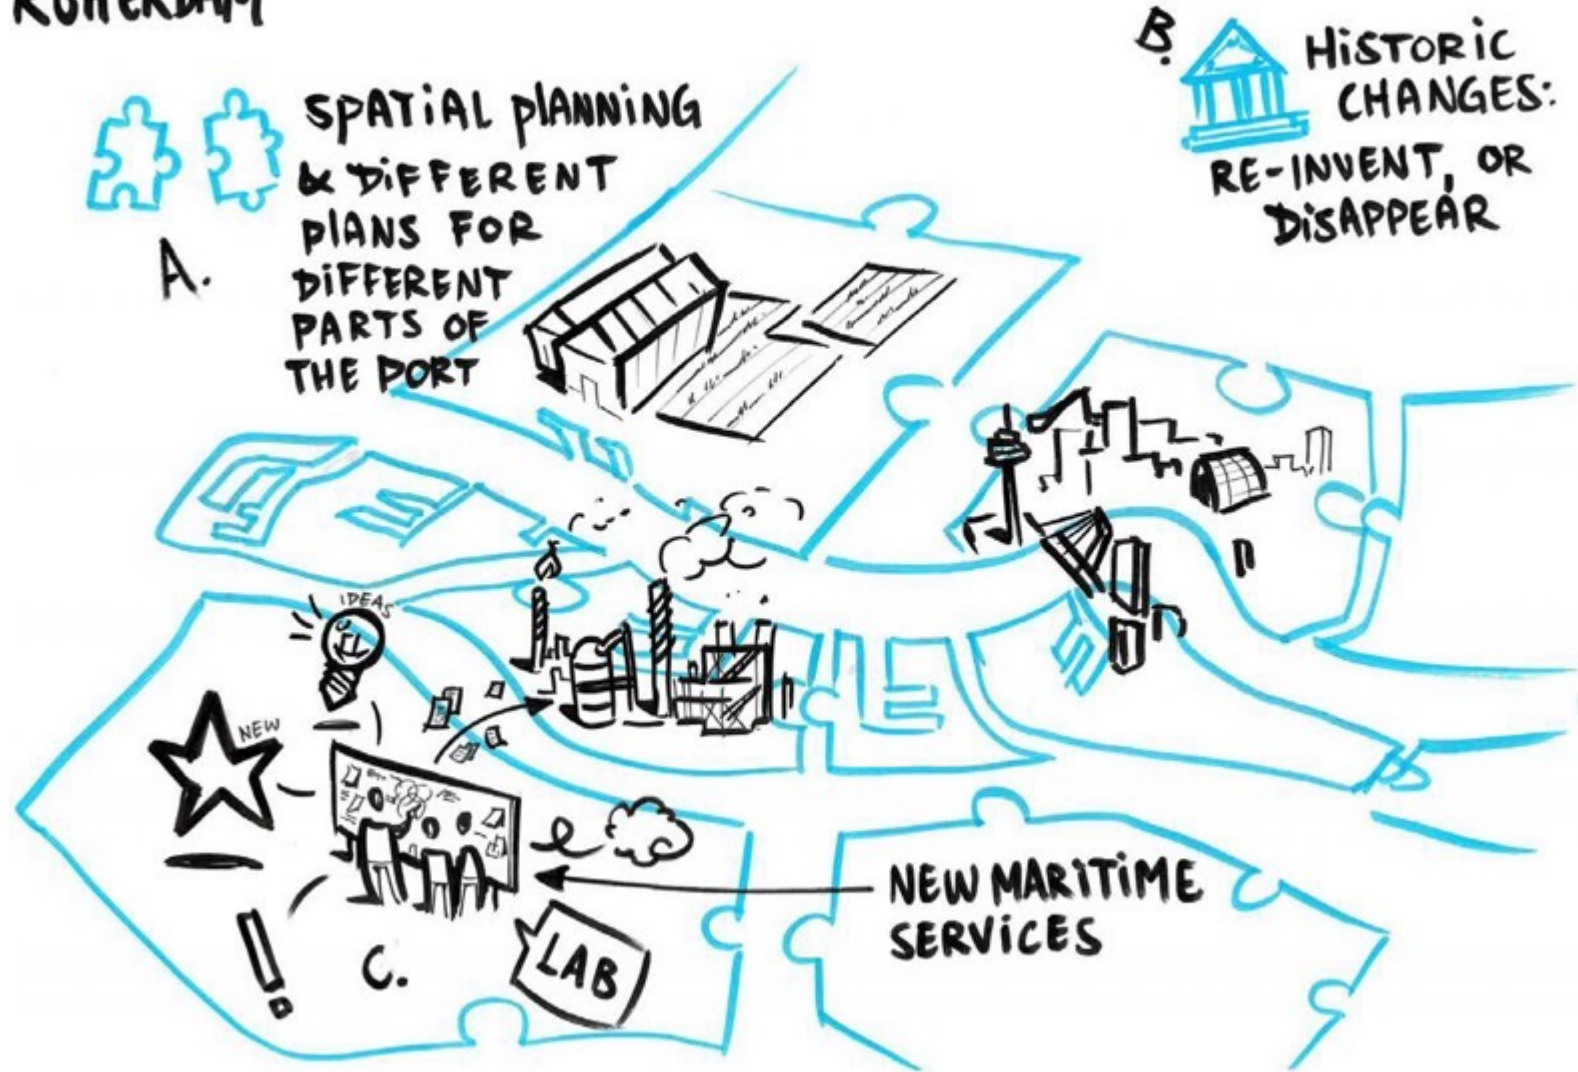 ROTTERDAM
A.
SPATIAL PLANNING
& DIFFERENT
PLANS FOR
DIFFERENT
PARTS OF
THE PORT
B.
HISTORIC
CHANGES:
RE-INVENT, OR
DISAPPEAR
IDEAS
NEW
!
C.
LAB
NEW MARITIME
SERVICES